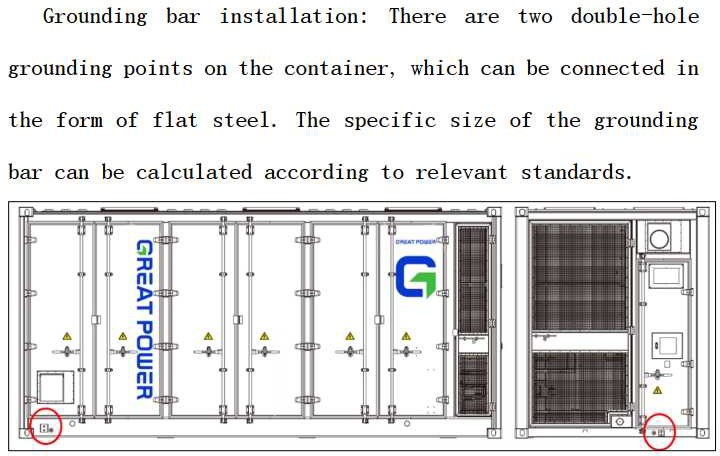 Grounding bar installation: There are two double-hole
grounding points on the container, which can be connected in
the form of flat steel. The specific size of the grounding
bar can be calculated according to relevant standards.
GREAT POWER
GREAT POWER